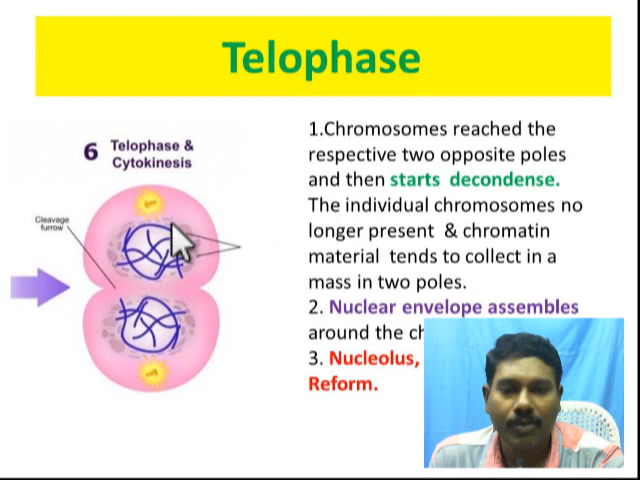 Telophase
6 Telophase &
Cytokinesis
Cleavage
furrow
1.Chromosomes reached the
respective two opposite poles
and then starts decondense.
The individual chromosomes no
longer present & chromatin
material tends to collect in a
mass in two poles.
2. Nuclear envelope assembles
around the
3. Nucleolus,
Reform.